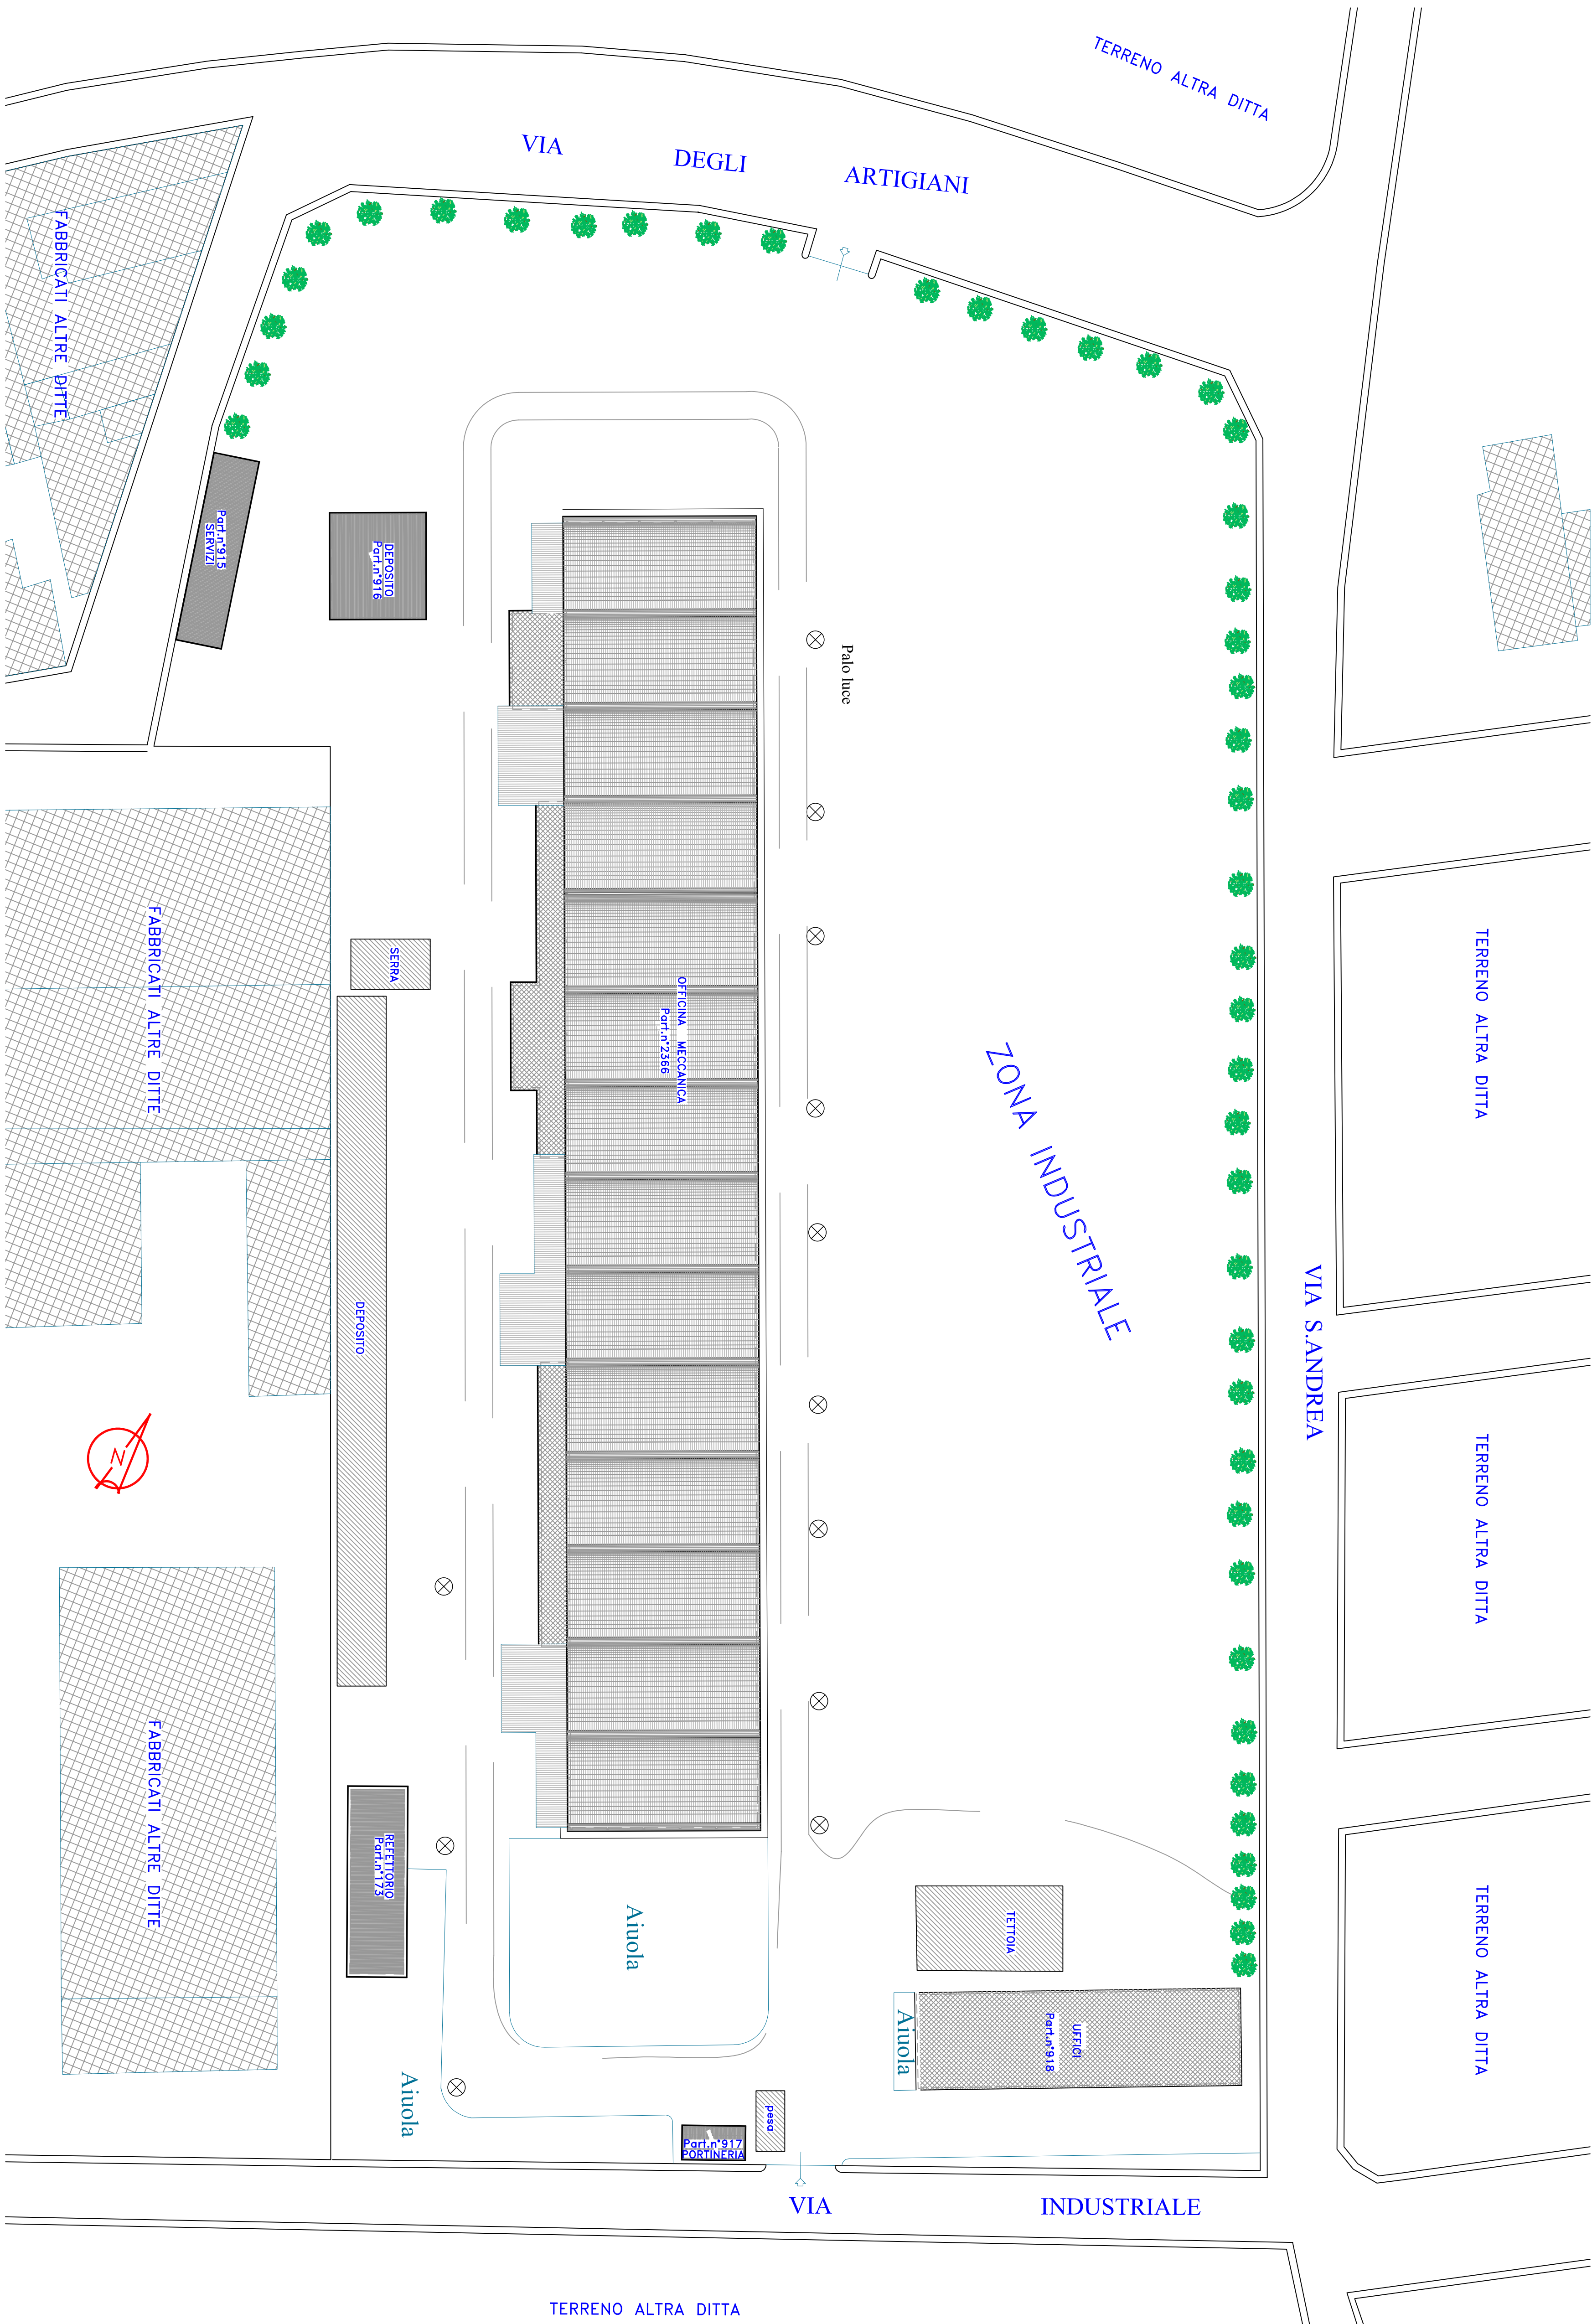 TERRENO ALTRA DITTA
VIA DEGLI ARTIGIANI
FABBRICATI ALTRE DITTE
Part.n°915
SERVIZI
DEPOSITO
Part.n°916
Palo luce
FABBRICATI ALTRE DITTE
SERRA
OFFICINA MECCANICA
Part.n°2366
ZONA INDUSTRIALE
TERRENO ALTRA DITTA
VIA S.ANDREA
DEPOSITO
N
TERRENO ALTRA DITTA
FABBRICATI ALTRE DITTE
REFETTORIO
Part.n°173
Aiuola
TETTOIA
TERRENO ALTRA DITTA
UFFICI
Part.n°918
Aiuola
Aiuola
pesa
Part.n°917
PORTINERIA
VIA INDUSTRIALE
TERRENO ALTRA DITTA